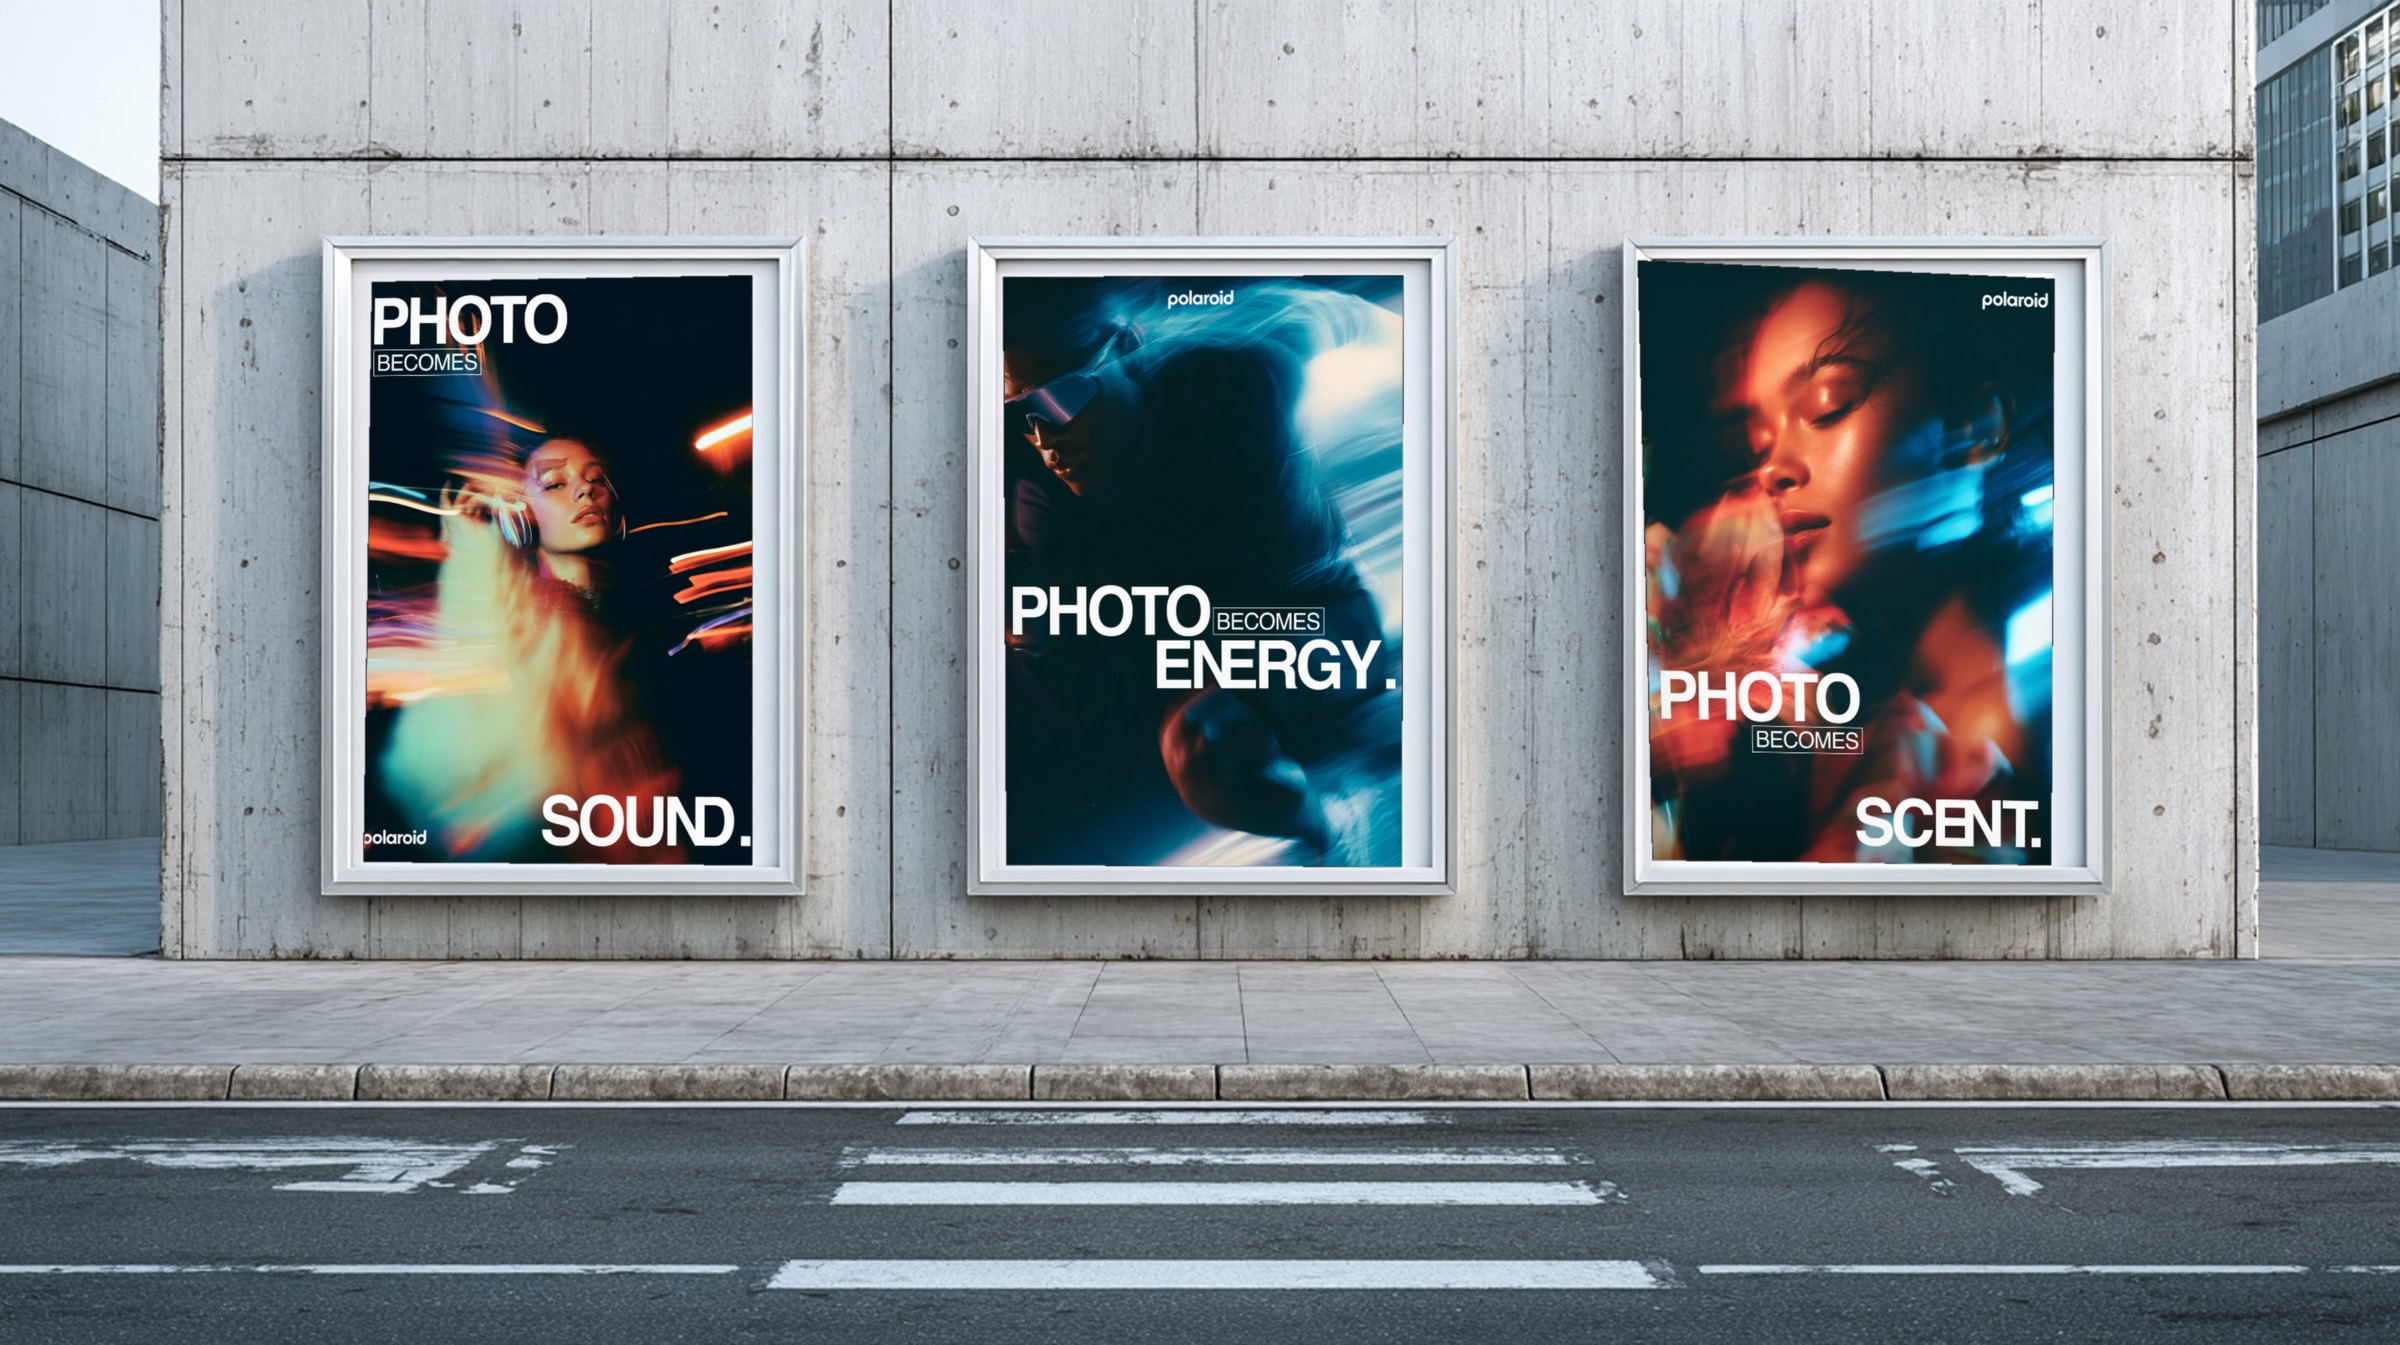 PHOTO
BECOMES
SOUND.
polaroid
polaroid
PHOTO BECOMES
ENERGY.
polaroid
PHOTO
BECOMES
SCENT.